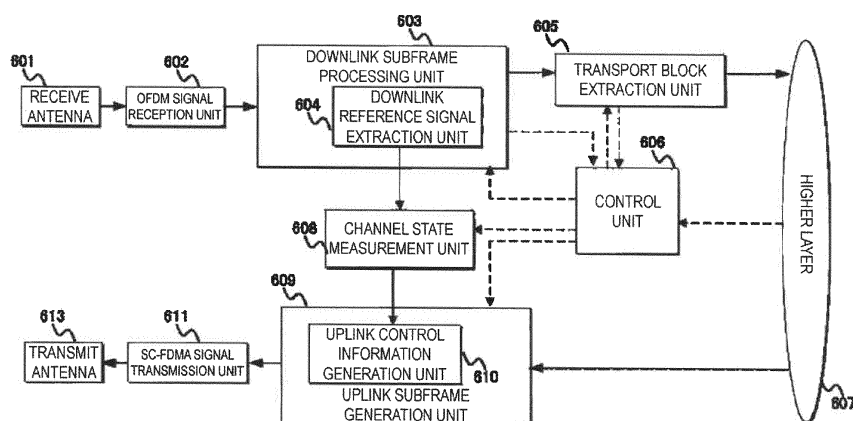 603
605
601
602
DOWNLINK SUBFRAME
PROCESSING UNIT
TRANSPORT BLOCK
EXTRACTION UNIT
RECEIVE
ANTENNA
OFDM SIGNAL
RECEPTION UNIT
604
DOWNLINK
REFERENCE SIGNAL
EXTRACTION UNIT
606
CONTROL
UNIT
HIGHER LAYER
608
CHANNEL STATE
MEASUREMENT UNIT
609
613
611
TRANSMIT
ANTENNA
SC-FDMA SIGNAL
TRANSMISSION UNIT
UPLINK CONTROL
INFORMATION
GENERATION UNIT
610
UPLINK SUBFRAME
GENERATION UNIT
607